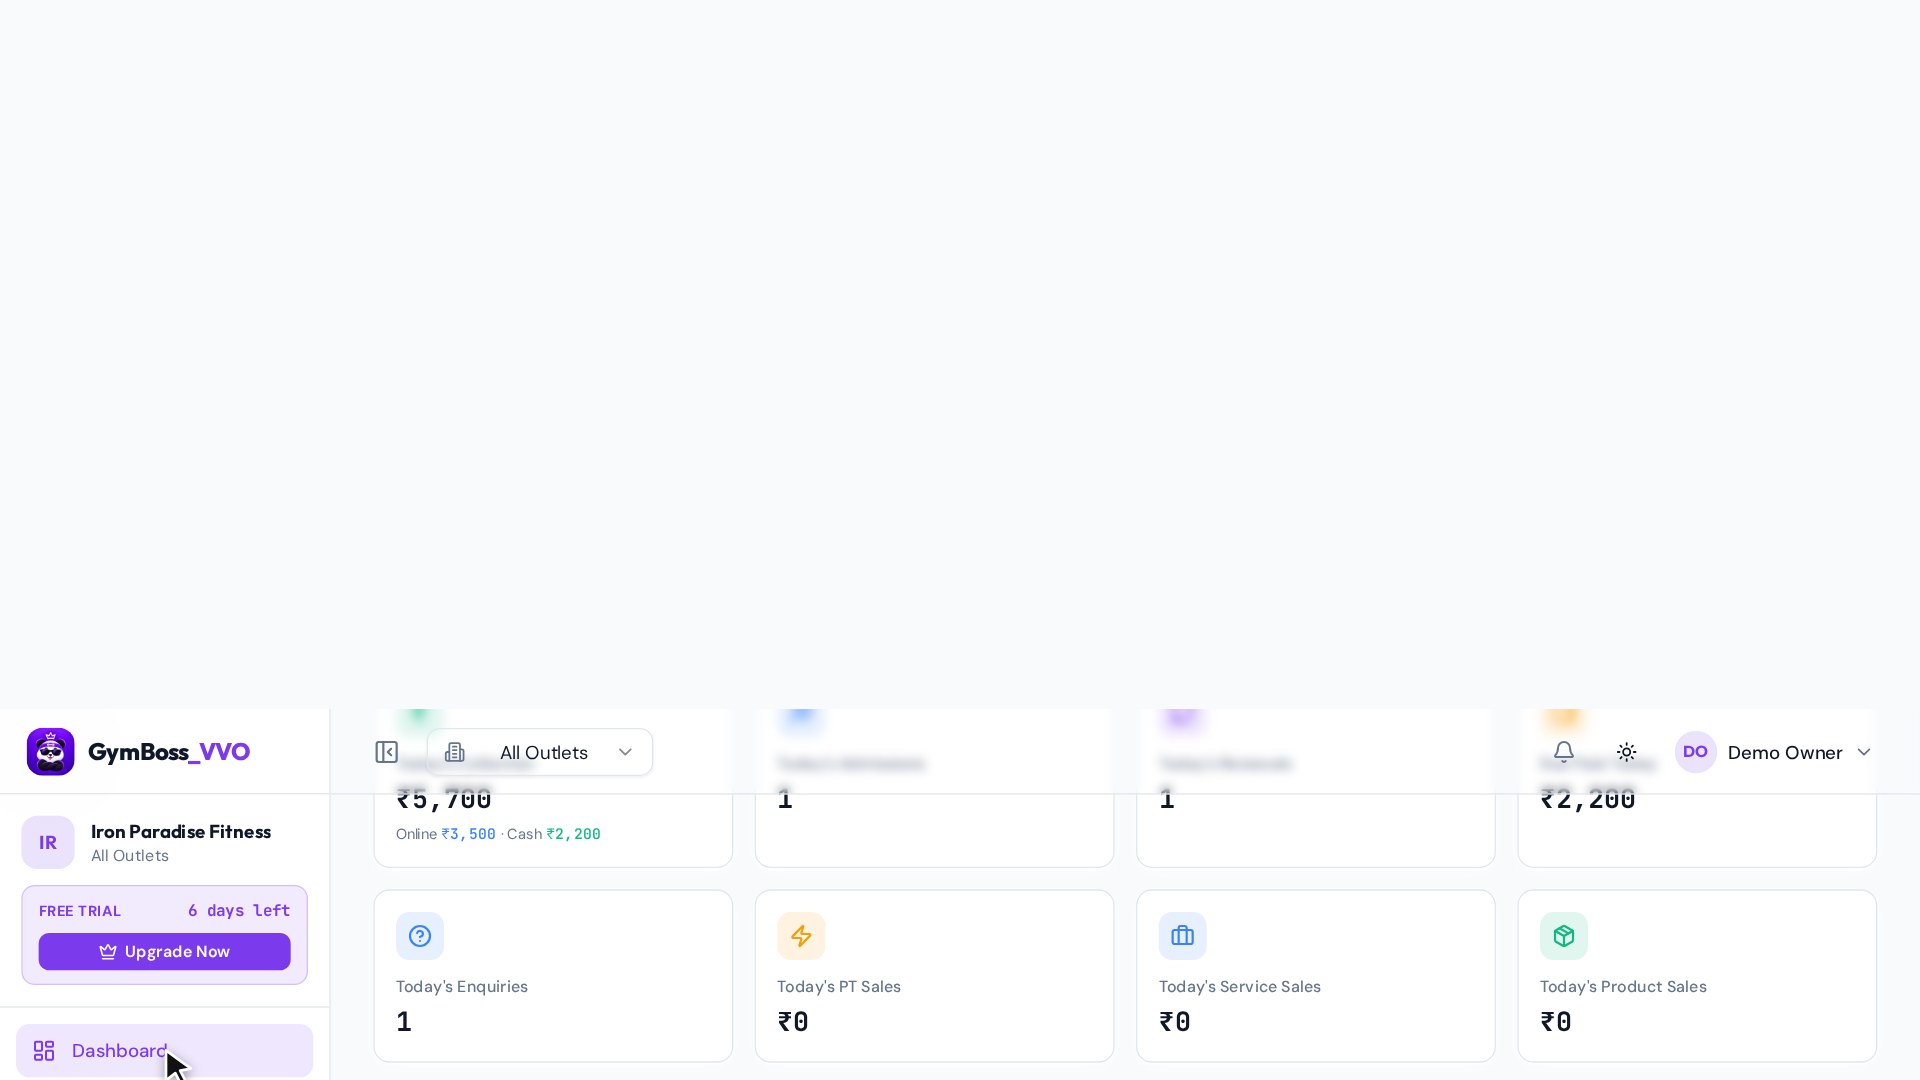 GymBoss_VVO
All Outlets
DO Demo Owner
IR
Iron Paradise Fitness
All Outlets
FREE TRIAL 6 days left
Upgrade Now
Dashboard
₹5,700
Online ₹3,500 · Cash ₹2,200
1
1
₹2,200
Today's Enquiries
1
Today's PT Sales
₹0
Today's Service Sales
₹0
Today's Product Sales
₹0